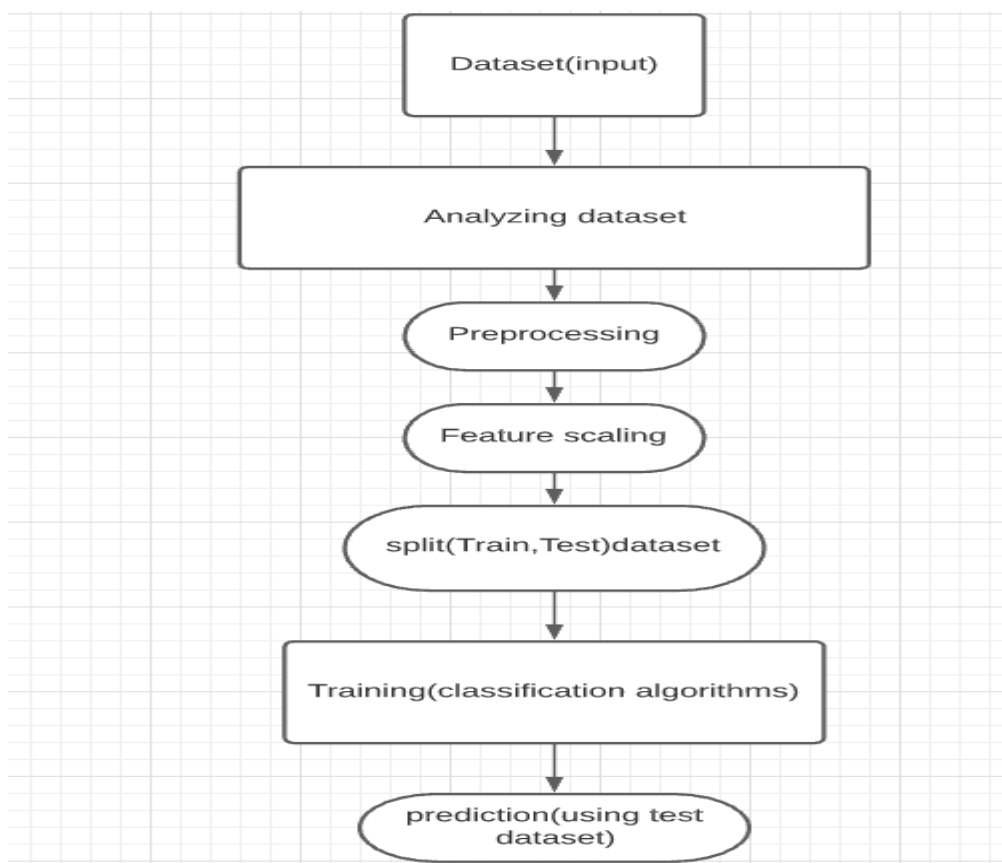 Dataset(input)
Analyzing dataset
Preprocessing
Feature scaling
split(Train,Test)dataset
Training(classification algorithms)
prediction(using test
dataset)